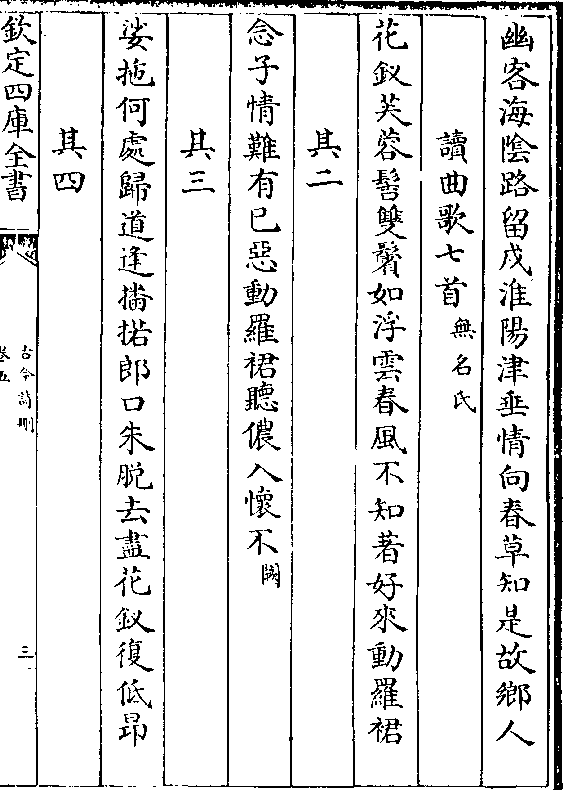 幽客海陰路留戍淮陽津垂情向春草知是故鄉人
讀曲歌七首無名氏
花釵芙蓉髻雙鬢如浮雲春風不知著好來動羅裙
其二
念子情難有已惡動羅裙聽儂入懷不闕
其三
娑拖何處歸道逢播掿郎口朱脫去盡花釵復低昂
其四
欽定四庫全書
古今詩刪
卷五
三